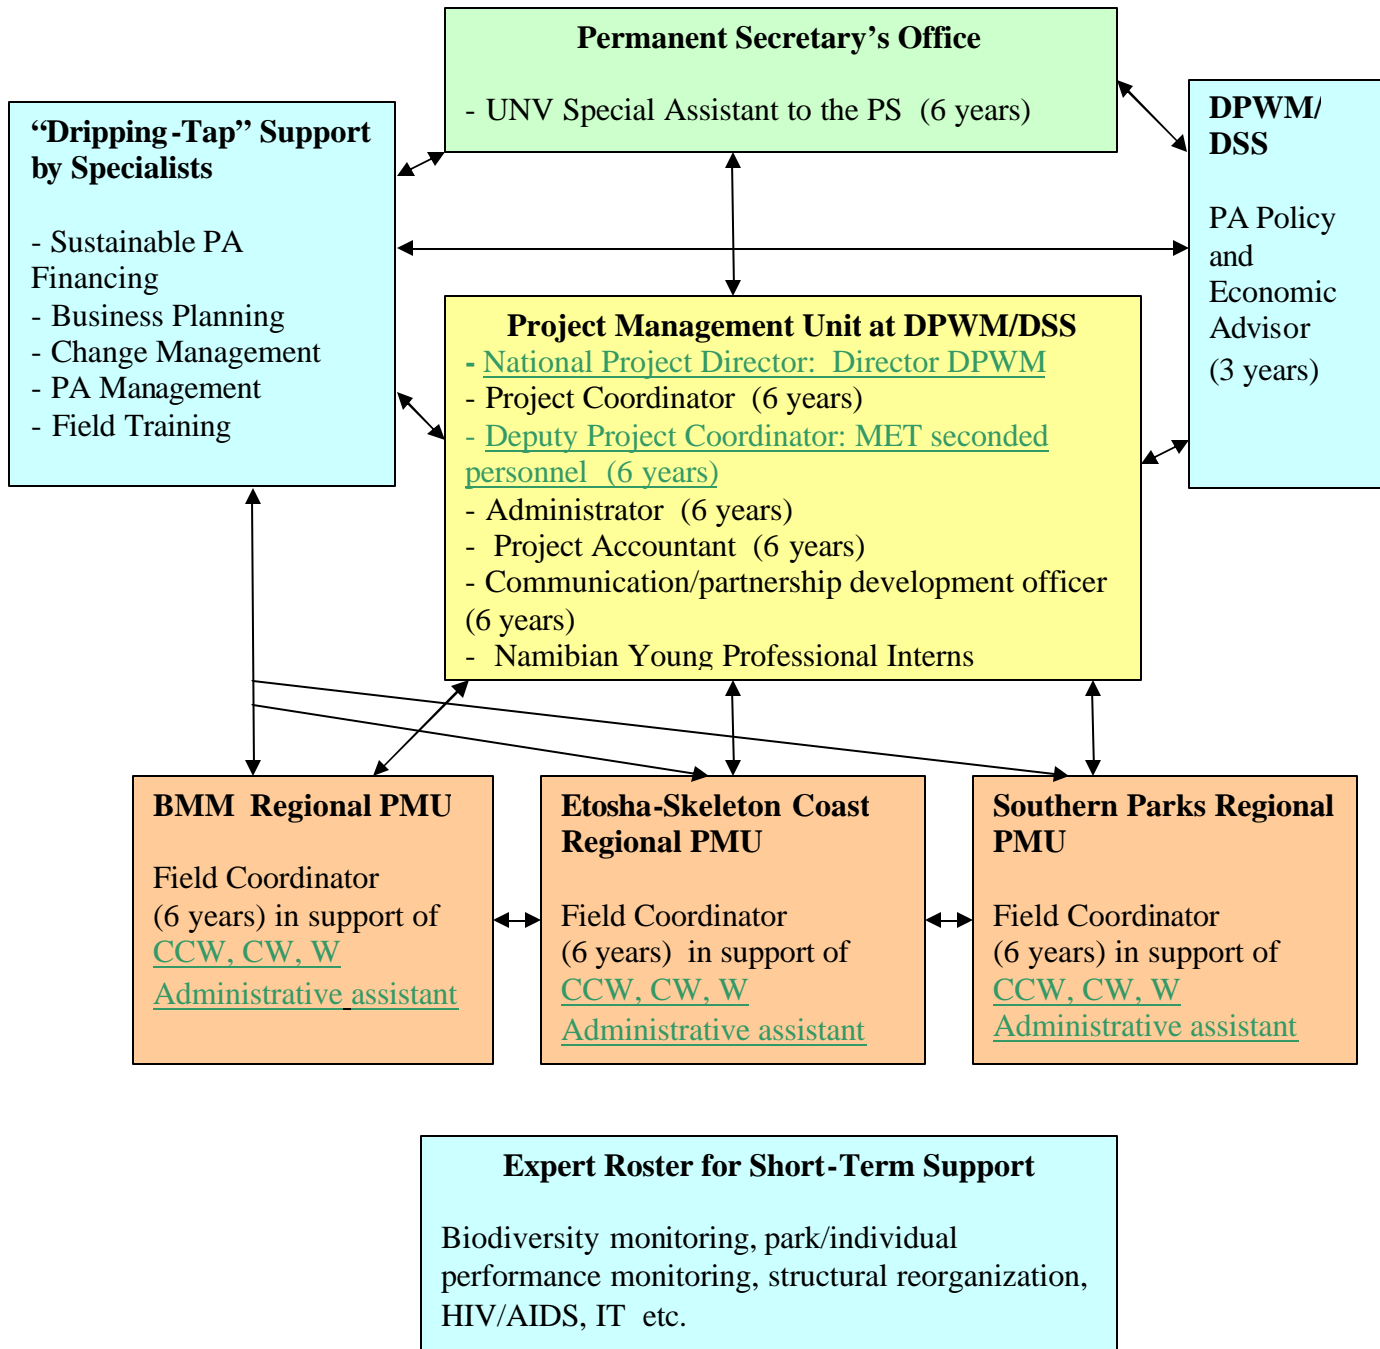 Permanent Secretary’s Office
- UNV Special Assistant to the PS (6 years)
“Dripping-Tap” Support
by Specialists
- Sustainable PA
Financing
- Business Planning
- Change Management
- PA Management
- Field Training
DPWM/
DSS
PA Policy
and
Economic
Advisor
(3 years)
Project Management Unit at DPWM/DSS
- National Project Director: Director DPWM
- Project Coordinator (6 years)
- Deputy Project Coordinator: MET seconded
personnel (6 years)
- Administrator (6 years)
- Project Accountant (6 years)
- Communication/partnership development officer
(6 years)
- Namibian Young Professional Interns
BMM Regional PMU
Field Coordinator
(6 years) in support of
CCW, CW, W
Administrative assistant
Etosha-Skeleton Coast
Regional PMU
Field Coordinator
(6 years) in support of
CCW, CW, W
Administrative assistant
Southern Parks Regional
PMU
Field Coordinator
(6 years) in support of
CCW, CW, W
Administrative assistant
Expert Roster for Short-Term Support
Biodiversity monitoring, park/individual
performance monitoring, structural reorganization,
HIV/AIDS, IT etc.